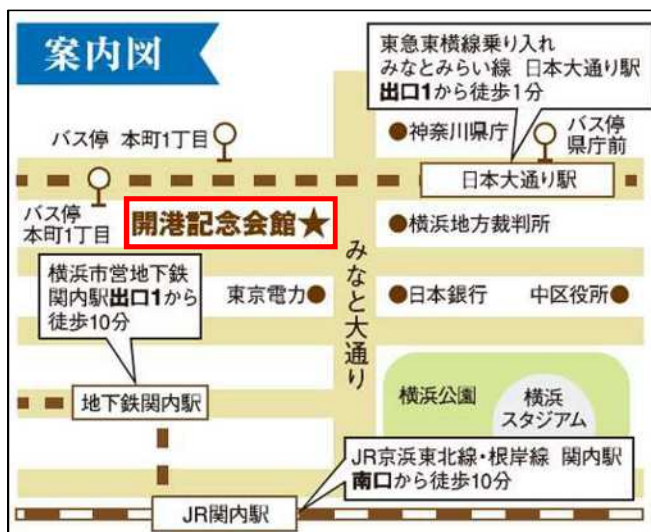 案内図
東急東横線乗り入れ
みなとみらい線 日本大通り駅
出口1から徒歩1分
バス停 本町1丁目
神奈川県庁
バス停
県庁前
日本大通り駅
バス停
本町1丁目
開港記念会館★
横浜地方裁判所
みなと大通り
横浜市営地下鉄
関内駅出口1から
徒歩10分
東京電力
日本銀行
中区役所
地下鉄関内駅
横浜公園
横浜
スタジアム
JR京浜東北線・根岸線 関内駅
南口から徒歩10分
JR関内駅